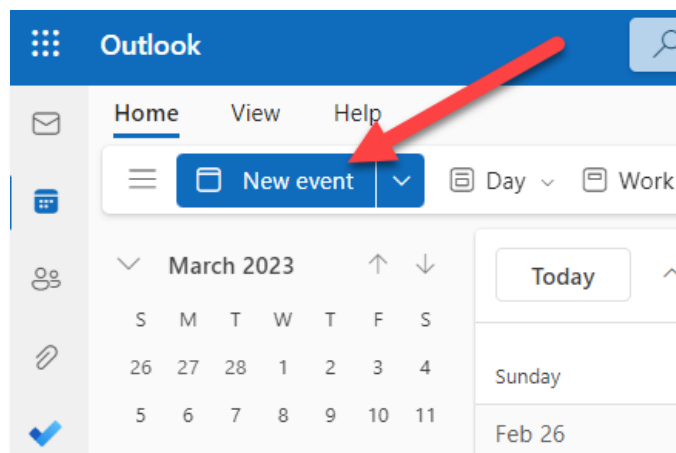 Outlook
Home View Help
New event Day Work
March 2023 Today
S M T W T F S
26 27 28 1 2 3 4
Sunday
5 6 7 8 9 10 11
Feb 26